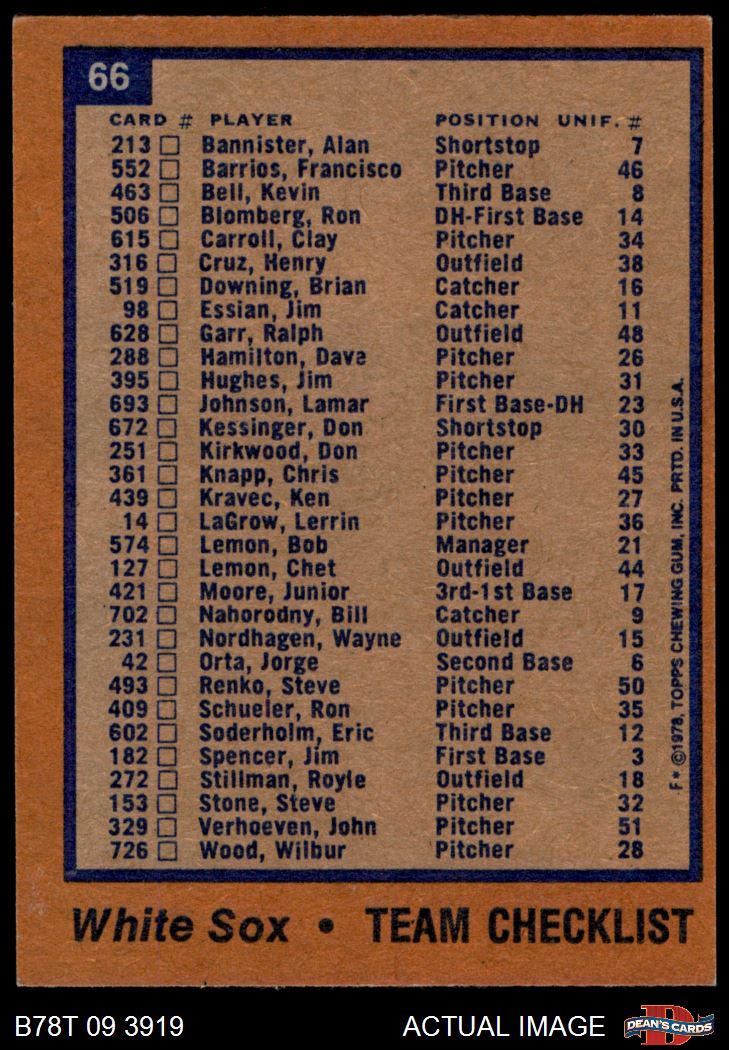 66
CARD # PLAYER POSITION UNIF. #
213 Bannister, Alan Shortstop 7
552 Barrios, Francisco Pitcher 46
463 Bell, Kevin Third Base 8
506 Blomberg, Ron DH-First Base 14
615 Carroll, Clay Pitcher 34
316 Cruz, Henry Outfield 38
519 Downing, Brian Catcher 16
98 Essian, Jim Catcher 11
628 Garr, Ralph Outfield 48
288 Hamilton, Dave Pitcher 26
395 Hughes, Jim Pitcher 31
693 Johnson, Lamar First Base-DH 23
672 Kessinger, Don Shortstop 30
251 Kirkwood, Don Pitcher 33
361 Knapp, Chris Pitcher 45
439 Kravec, Ken Pitcher 27
14 LaGrow, Lerrin Pitcher 36
574 Lemon, Bob Manager 21
127 Lemon, Chet Outfield 44
421 Moore, Junior 3rd-1st Base 17
702 Nahorodny, Bill Catcher 9
231 Nordhagen, Wayne Outfield 15
42 Orta, Jorge Second Base 6
493 Renko, Steve Pitcher 50
409 Schueler, Ron Pitcher 35
602 Soderholm, Eric Third Base 12
182 Spencer, Jim First Base 3
272 Stillman, Royle Outfield 18
153 Stone, Steve Pitcher 32
329 Verhoeven, John Pitcher 51
726 Wood, Wilbur Pitcher 28
F* ©1978, TOPPS CHEWING GUM, INC. PRTD. IN U.S.A.
White Sox • TEAM CHECKLIST
B78T 09 3919 ACTUAL IMAGE D DEAN'S CARDS